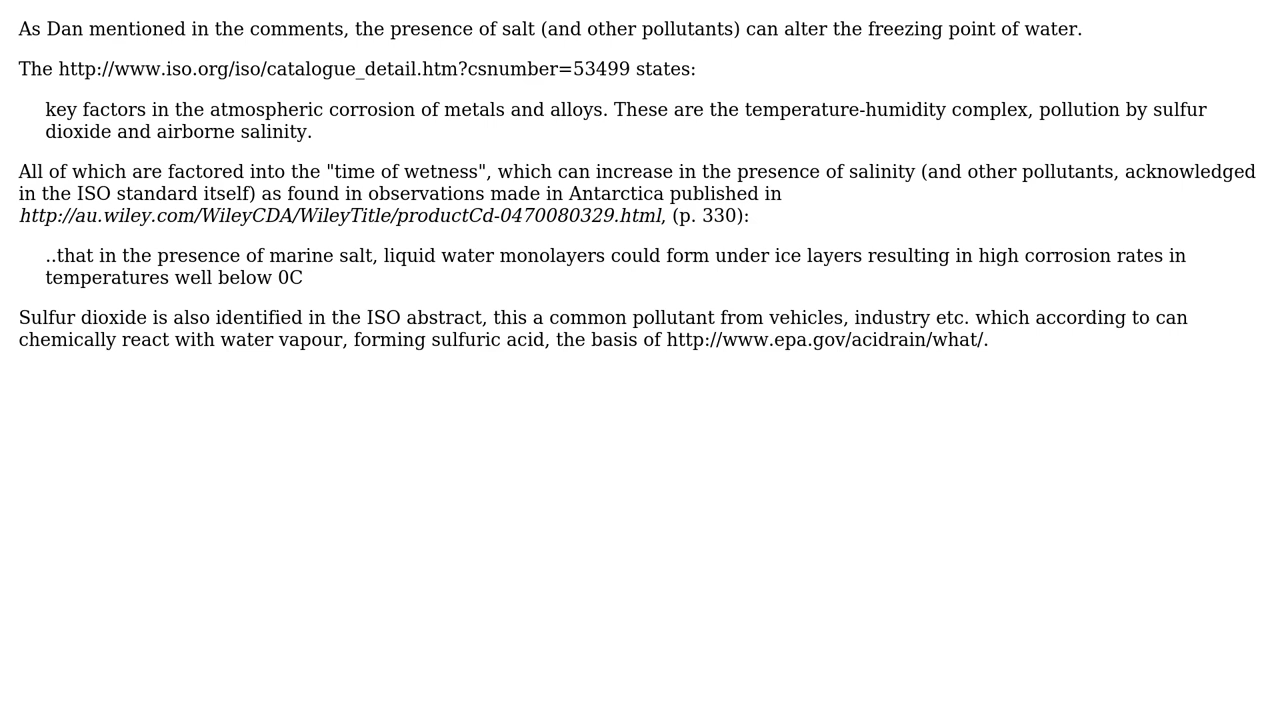 As Dan mentioned in the comments, the presence of salt (and other pollutants) can alter the freezing point of water.
The http://www.iso.org/iso/catalogue_detail.htm?csnumber=53499 states:
key factors in the atmospheric corrosion of metals and alloys. These are the temperature-humidity complex, pollution by sulfur
dioxide and airborne salinity.
All of which are factored into the "time of wetness", which can increase in the presence of salinity (and other pollutants, acknowledged
in the ISO standard itself) as found in observations made in Antarctica published in
http://au.wiley.com/WileyCDA/WileyTitle/productCd-0470080329.html, (p. 330):
..that in the presence of marine salt, liquid water monolayers could form under ice layers resulting in high corrosion rates in
temperatures well below 0C
Sulfur dioxide is also identified in the ISO abstract, this a common pollutant from vehicles, industry etc. which according to can
chemically react with water vapour, forming sulfuric acid, the basis of http://www.epa.gov/acidrain/what/.